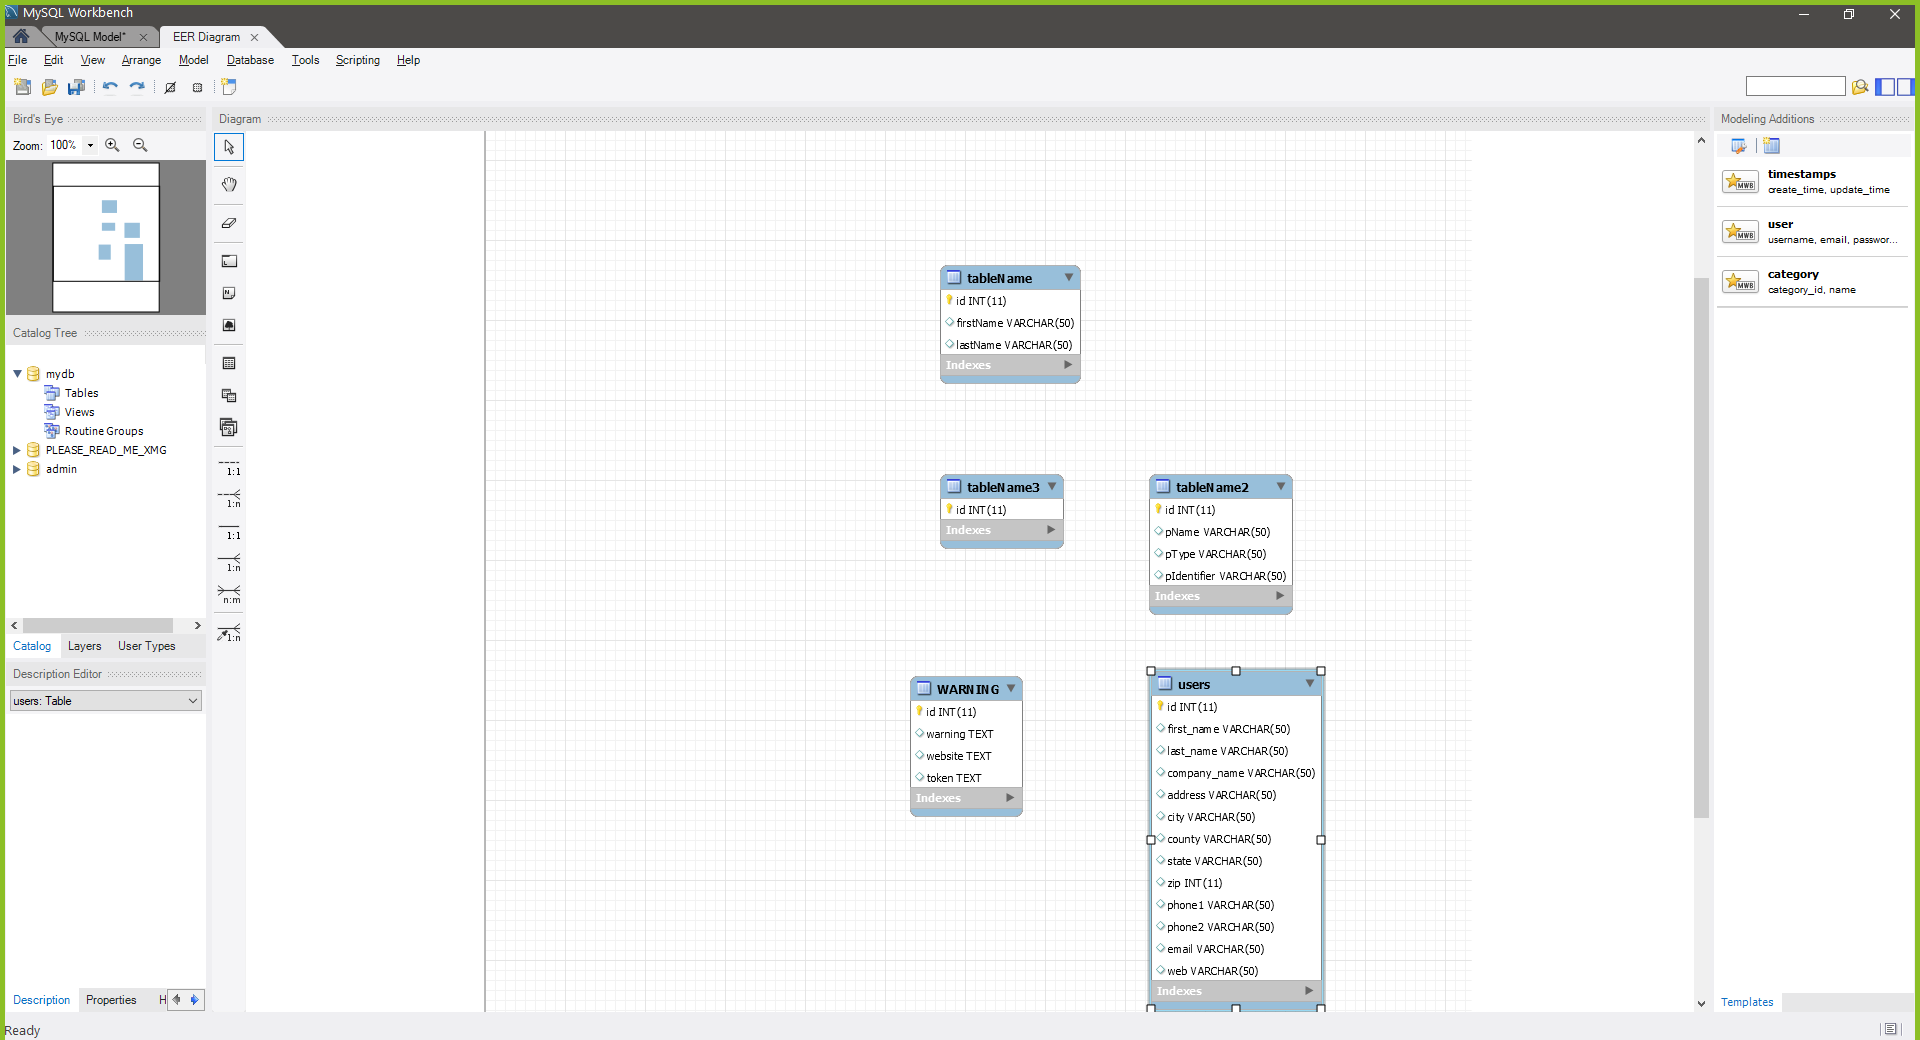 MySQL Workbench
MySQL Model*
EER Diagram
File Edit View Arrange Model Database Tools Scripting Help
Bird's Eye
Zoom: 100%
Catalog Tree
mydb
Tables
Views
Routine Groups
PLEASE_READ_ME_XMG
admin
Catalog Layers User Types
Description Editor
users: Table
Description Properties H
Ready
Diagram
1:1
1:n
1:1
1:n
n:m
1:n
tableName
id INT(11)
firstName VARCHAR(50)
lastName VARCHAR(50)
Indexes
tableName3
id INT(11)
Indexes
tableName2
id INT(11)
pName VARCHAR(50)
pType VARCHAR(50)
pIdentifier VARCHAR(50)
Indexes
WARNING
id INT(11)
warning TEXT
website TEXT
token TEXT
Indexes
users
id INT(11)
first_name VARCHAR(50)
last_name VARCHAR(50)
company_name VARCHAR(50)
address VARCHAR(50)
city VARCHAR(50)
county VARCHAR(50)
state VARCHAR(50)
zip INT(11)
phone1 VARCHAR(50)
phone2 VARCHAR(50)
email VARCHAR(50)
web VARCHAR(50)
Indexes
Modeling Additions
MWB
timestamps
create_time, update_time
MWB
user
username, email, passwor...
MWB
category
category_id, name
Templates